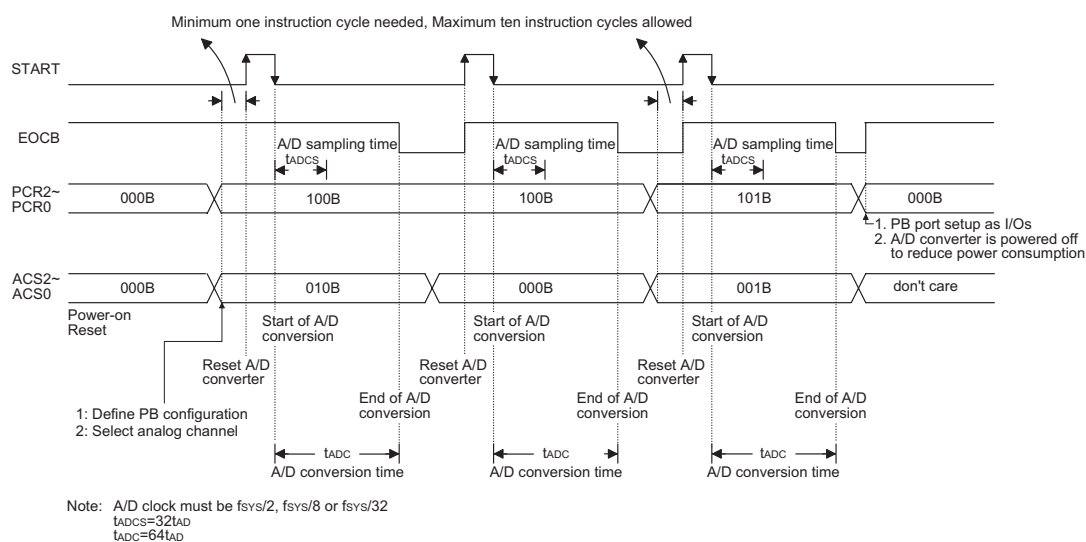 Minimum one instruction cycle needed, Maximum ten instruction cycles allowed
START
EOCB
A/D sampling time
tADCS
A/D sampling time
tADCS
A/D sampling time
tADCS
PCR2~
PCR0
000B
100B
100B
101B
000B
1. PB port setup as I/Os
2. A/D converter is powered off
to reduce power consumption
ACS2~
ACS0
000B
010B
000B
001B
don't care
Power-on
Reset
Start of A/D
conversion
Start of A/D
conversion
Start of A/D
conversion
Reset A/D
converter
Reset A/D
converter
Reset A/D
converter
End of A/D
conversion
End of A/D
conversion
End of A/D
conversion
1: Define PB configuration
2: Select analog channel
tADC
A/D conversion time
tADC
A/D conversion time
tADC
A/D conversion time
Note: A/D clock must be fSYS/2, fSYS/8 or fSYS/32
tADCS=32tAD
tADC=64tAD